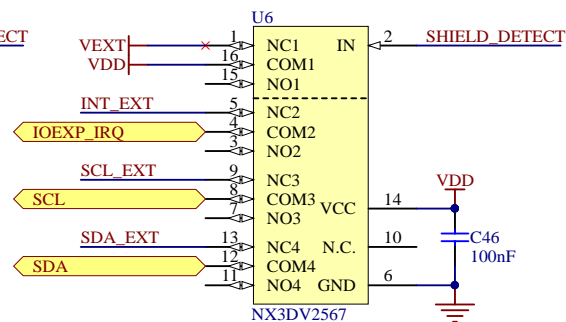 U6
ECT
VEXT 1 NC1 IN 2 SHIELD_DETECT
VDD 16 COM1
15 NO1
INT_EXT 5 NC2
IOEXP_IRQ 4 COM2
3 NO2
SCL_EXT 9 NC3
SCL 8 COM3
7 NO3
VCC 14 VDD
SDA_EXT 13 NC4
N.C. 10
C46
100nF
SDA 12 COM4
11 NO4
GND 6
NX3DV2567